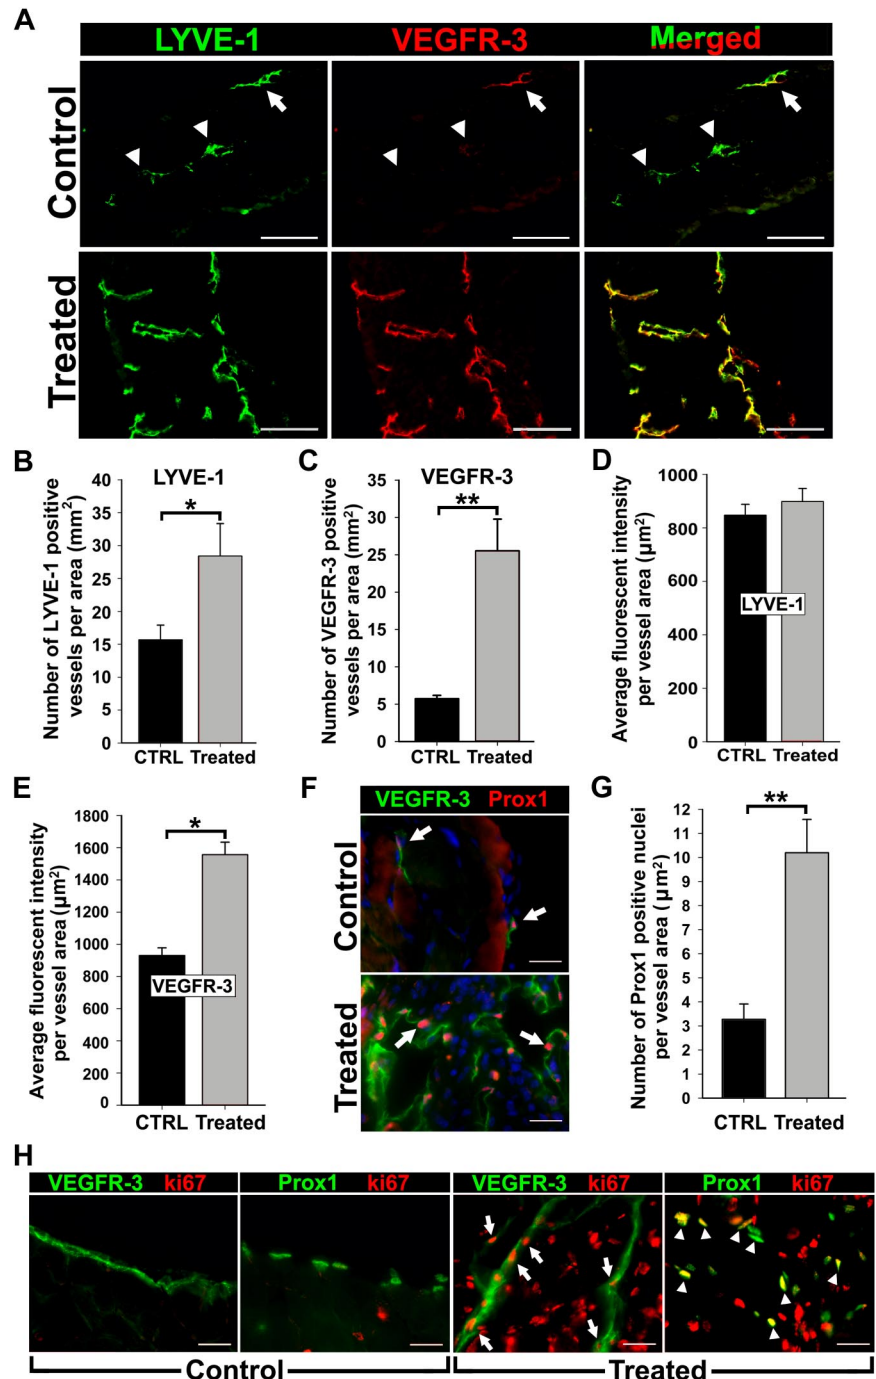 A
LYVE-1 VEGFR-3 Merged
Control
Treated
B
LYVE-1
Number of LYVE-1 positive
vessels per area (mm²)
40
35
30
25
20
15
10
5
0
*
CTRL Treated
C
VEGFR-3
Number of VEGFR-3 positive
vessels per area (mm²)
35
30
25
20
15
10
5
0
**
CTRL Treated
D
Average fluorescent intensity
per vessel area (µm²)
1000
800
600
400
200
0
LYVE-1
CTRL Treated
E
Average fluorescent intensity
per vessel area (µm²)
1800
1600
1400
1200
1000
800
600
400
200
0
*
VEGFR-3
CTRL Treated
F
VEGFR-3 Prox1
Control
Treated
G
Number of Prox1 positive nuclei
per vessel area ( µm²)
12
11
10
9
8
7
6
5
4
3
2
1
0
**
CTRL Treated
H
VEGFR-3 ki67 Prox1 ki67 VEGFR-3 ki67 Prox1 ki67
Control Treated